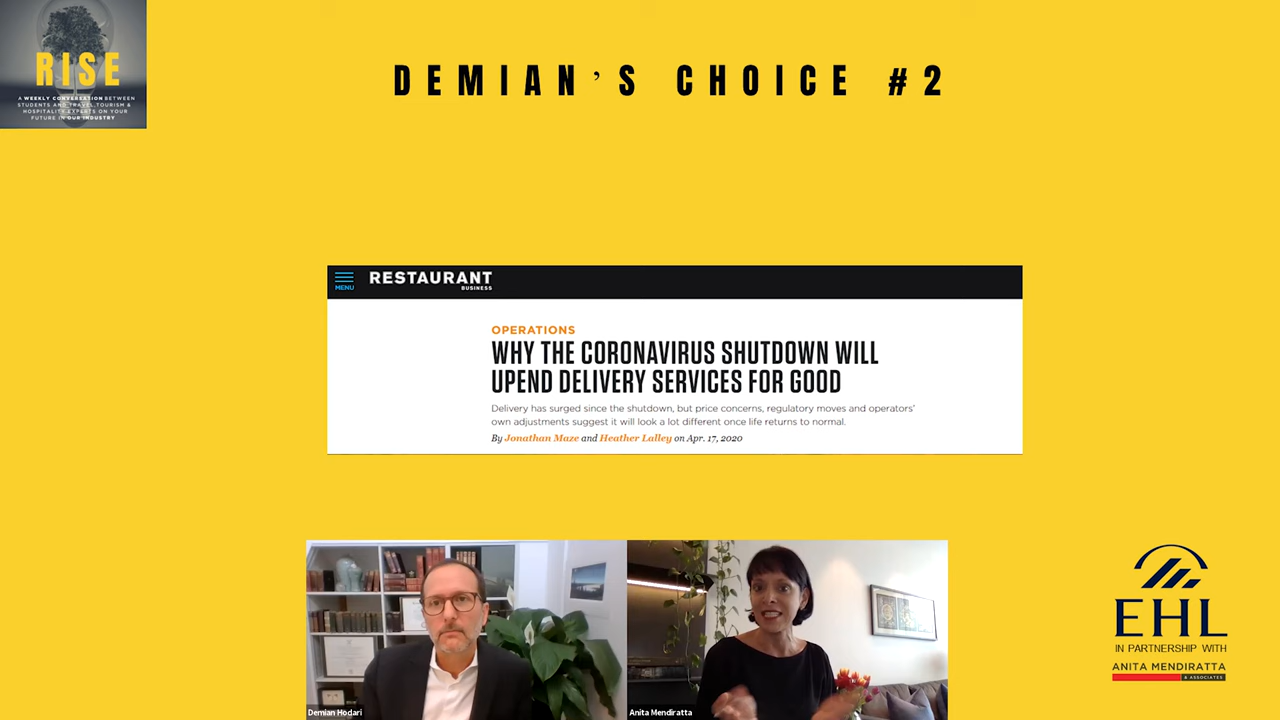 RISE
A WEEKLY CONVERSATION BETWEEN
STUDENTS AND TRAVEL, TOURISM &
HOSPITALITY EXPERTS ON YOUR
FUTURE IN OUR INDUSTRY
DEMIAN'S CHOICE #2
MENU
RESTAURANT
BUSINESS
OPERATIONS
WHY THE CORONAVIRUS SHUTDOWN WILL
UPEND DELIVERY SERVICES FOR GOOD
Delivery has surged since the shutdown, but price concerns, regulatory moves and operators'
own adjustments suggest it will look a lot different once life returns to normal.
By Jonathan Maze and Heather Lalley on Apr. 17, 2020
Demian Hodari
Anita Mendiratta
EHL
IN PARTNERSHIP WITH
ANITA MENDIRATTA
& ASSOCIATES